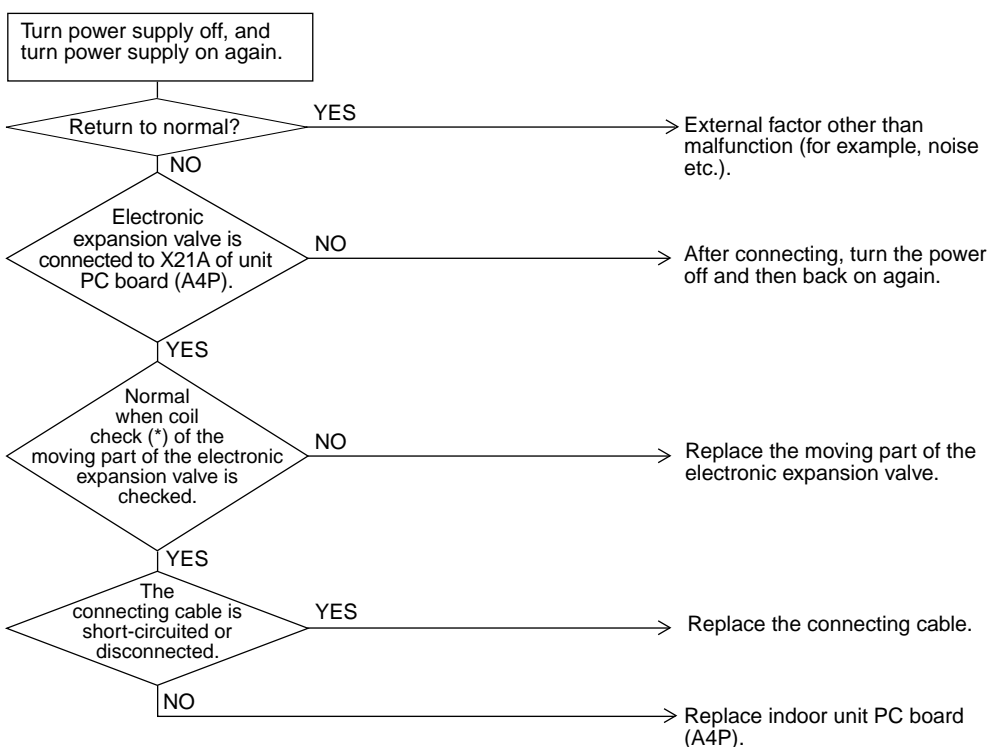 Turn power supply off, and
turn power supply on again.
Return to normal?
YES
External factor other than
malfunction (for example, noise
etc.).
NO
Electronic
expansion valve is
connected to X21A of unit
PC board (A4P).
NO
After connecting, turn the power
off and then back on again.
YES
Normal
when coil
check (*) of the
moving part of the electronic
expansion valve is
checked.
NO
Replace the moving part of the
electronic expansion valve.
YES
The
connecting cable is
short-circuited or
disconnected.
YES
Replace the connecting cable.
NO
Replace indoor unit PC board
(A4P).